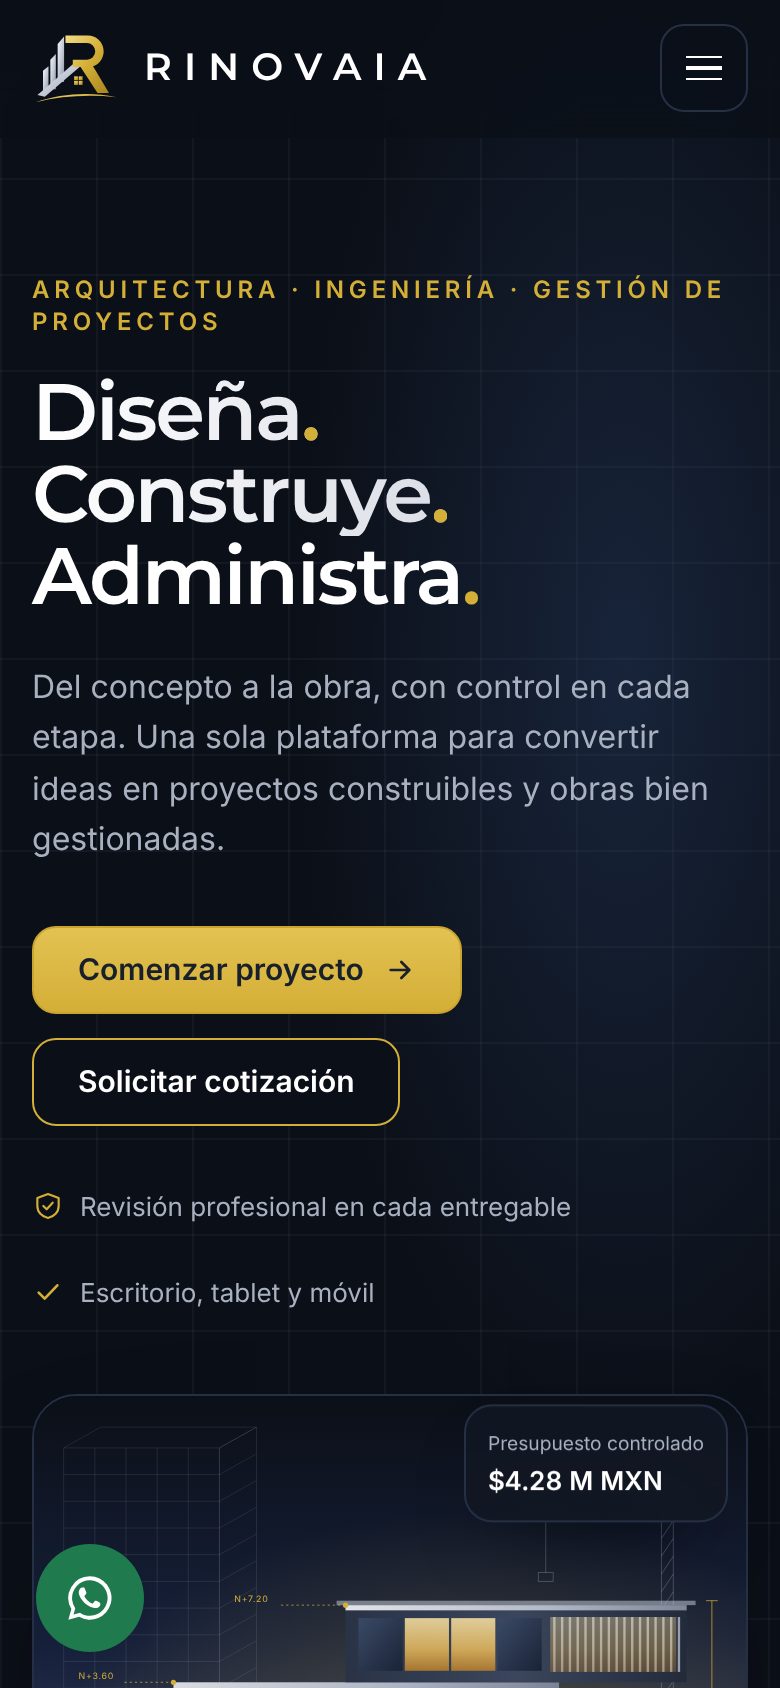 RINOVAIA
ARQUITECTURA · INGENIERÍA · GESTIÓN DE
PROYECTOS
Diseña.
Construye.
Administra.
Del concepto a la obra, con control en cada
etapa. Una sola plataforma para convertir
ideas en proyectos construibles y obras bien
gestionadas.
Comenzar proyecto →
Solicitar cotización
Revisión profesional en cada entregable
Escritorio, tablet y móvil
Presupuesto controlado
$4.28 M MXN
N+7.20
N+3.60